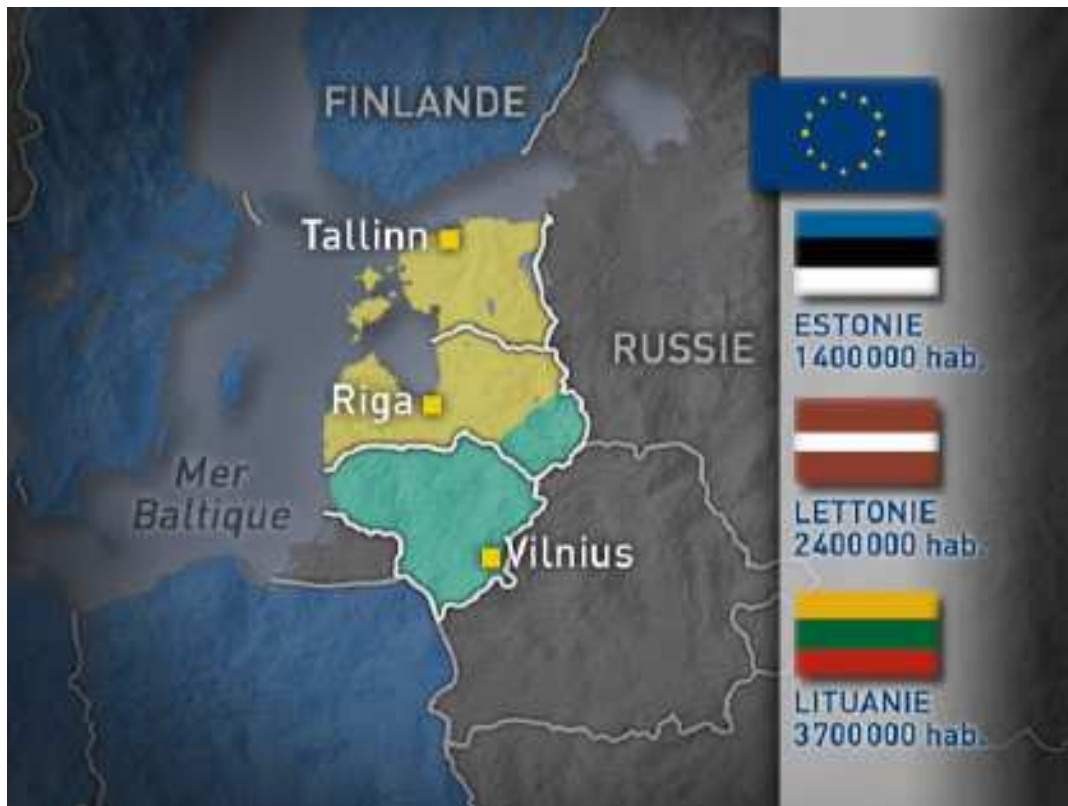 FINLANDE
Tallinn
RUSSIE
Riga
Mer
Baltique
Vilnius
ESTONIE
1400000 hab.
LETTONIE
2400000 hab.
LITUANIE
3700000 hab.